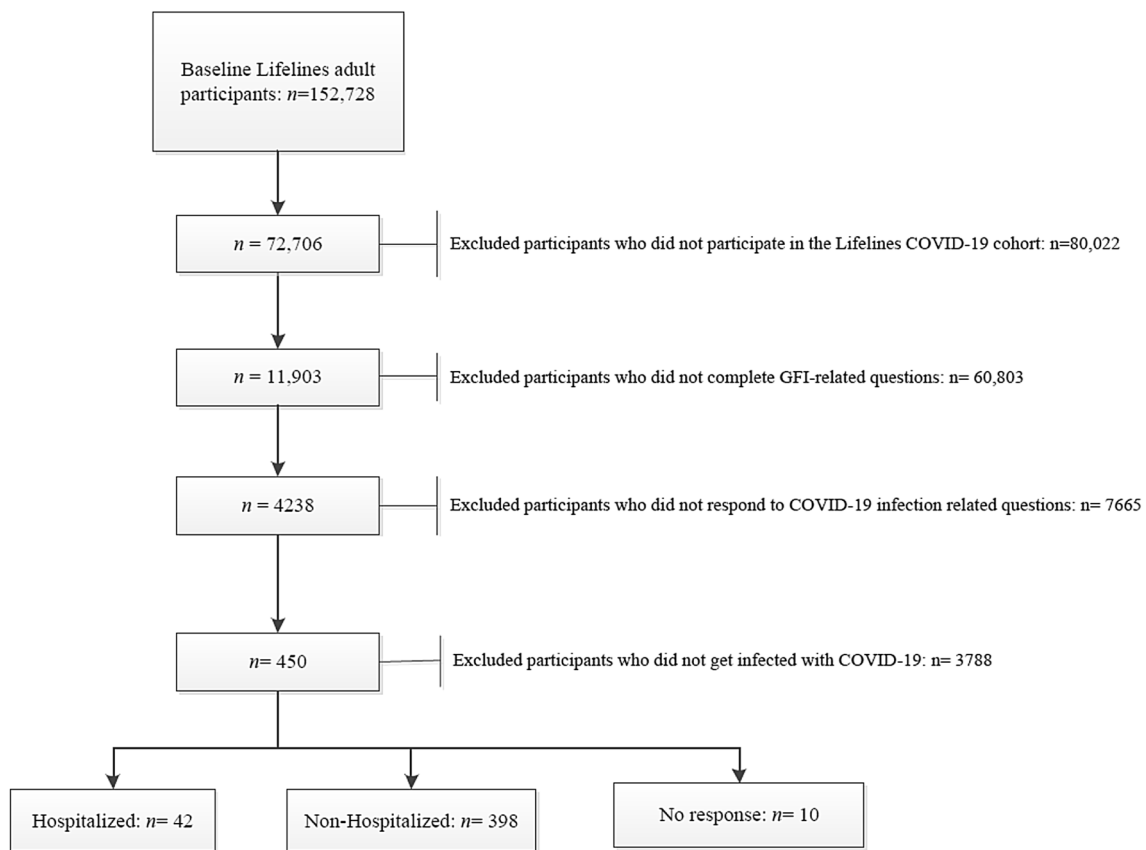 Baseline Lifelines adult
participants: n=152,728
n = 72,706
Excluded participants who did not participate in the Lifelines COVID-19 cohort: n=80,022
n = 11,903
Excluded participants who did not complete GFI-related questions: n= 60,803
n = 4238
Excluded participants who did not respond to COVID-19 infection related questions: n= 7665
n= 450
Excluded participants who did not get infected with COVID-19: n= 3788
Hospitalized: n= 42
Non-Hospitalized: n= 398
No response: n= 10